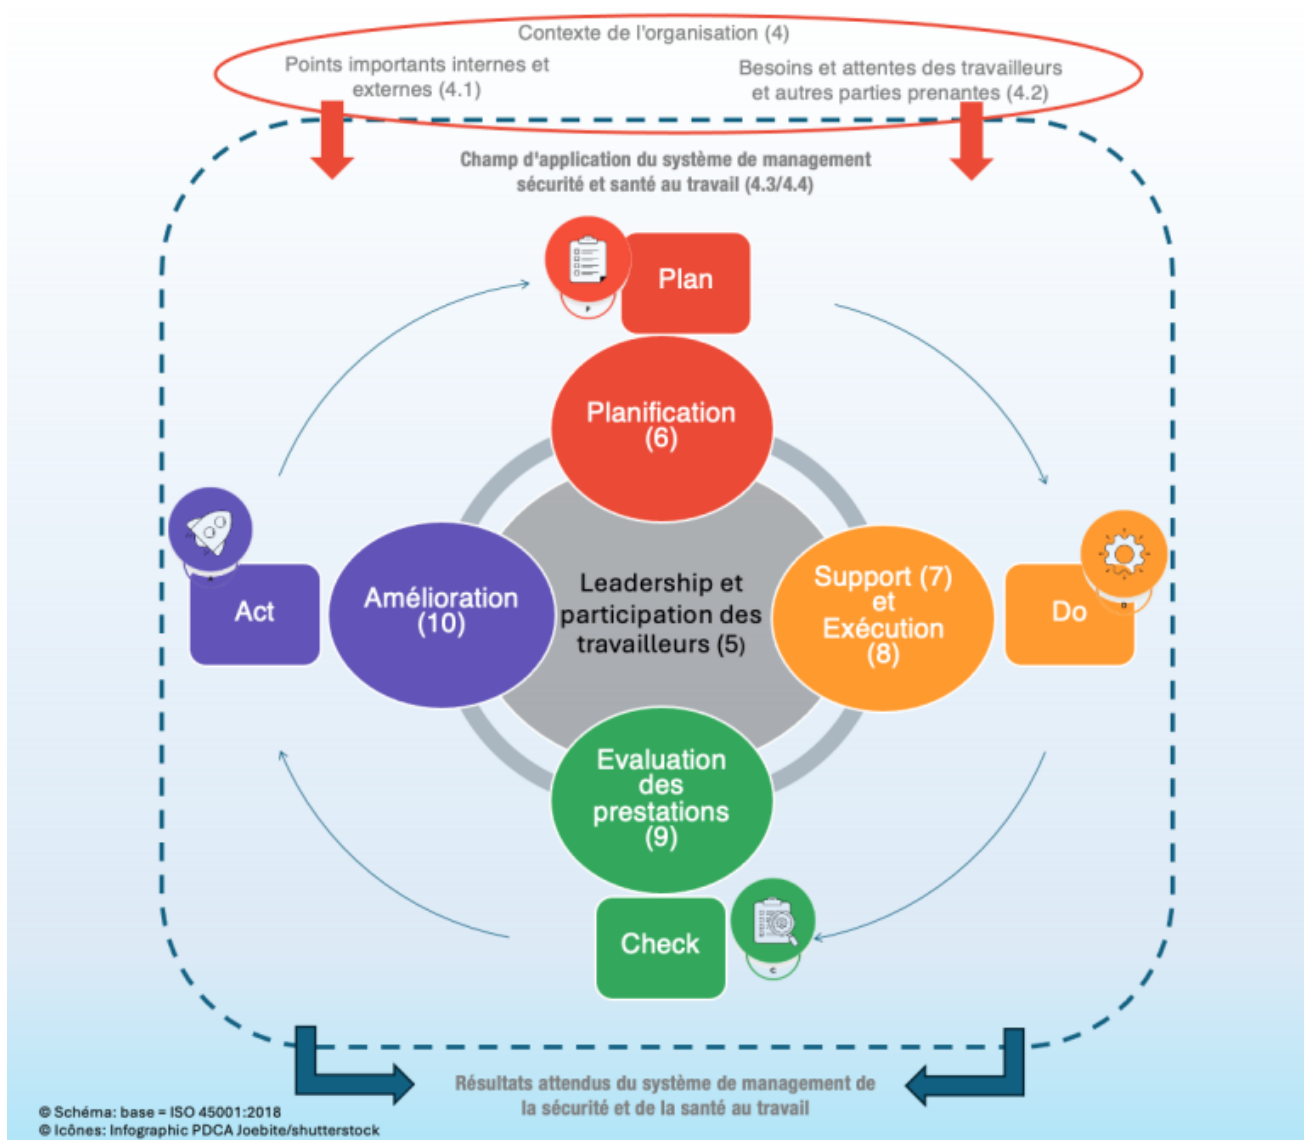 Contexte de l'organisation (4)
Points importants internes et
externes (4.1)
Besoins et attentes des travailleurs
et autres parties prenantes (4.2)
Champ d'application du système de management
sécurité et santé au travail (4.3/4.4)
Plan
P
Planification
(6)
Act
A
Amélioration
(10)
Leadership et
participation des
travailleurs (5)
Support (7)
et
Exécution
(8)
Do
D
Evaluation
des
prestations
(9)
Check
C
Résultats attendus du système de management de
la sécurité et de la santé au travail
© Schéma: base = ISO 45001:2018
© Icônes: Infographic PDCA Joebite/shutterstock